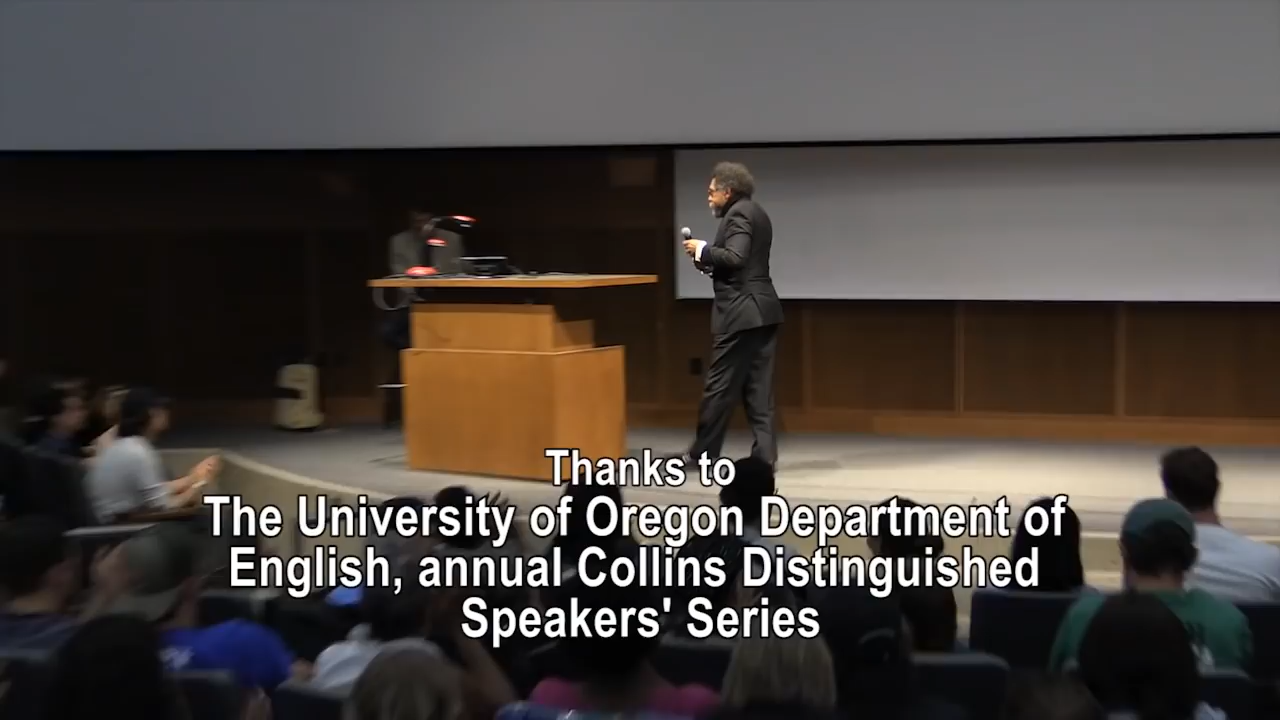 Thanks to
The University of Oregon Department of
English, annual Collins Distinguished
Speakers' Series